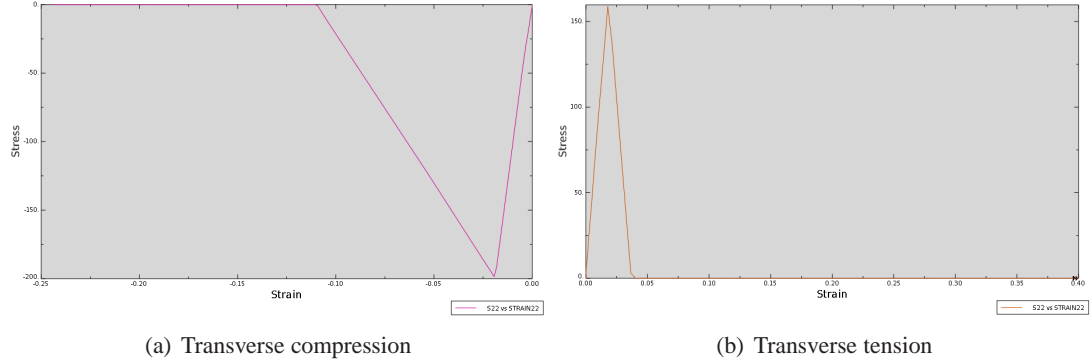 0.
-50.
-100.
-150.
-200.
Stress
-0.25 -0.20 -0.15 -0.10 -0.05 -0.00
Strain
S22 vs STRAIN22
(a) Transverse compression
150.
100.
50.
0.
Stress
0.00 0.05 0.10 0.15 0.20 0.25 0.30 0.35 0.40
Strain
S22 vs STRAIN22
(b) Transverse tension